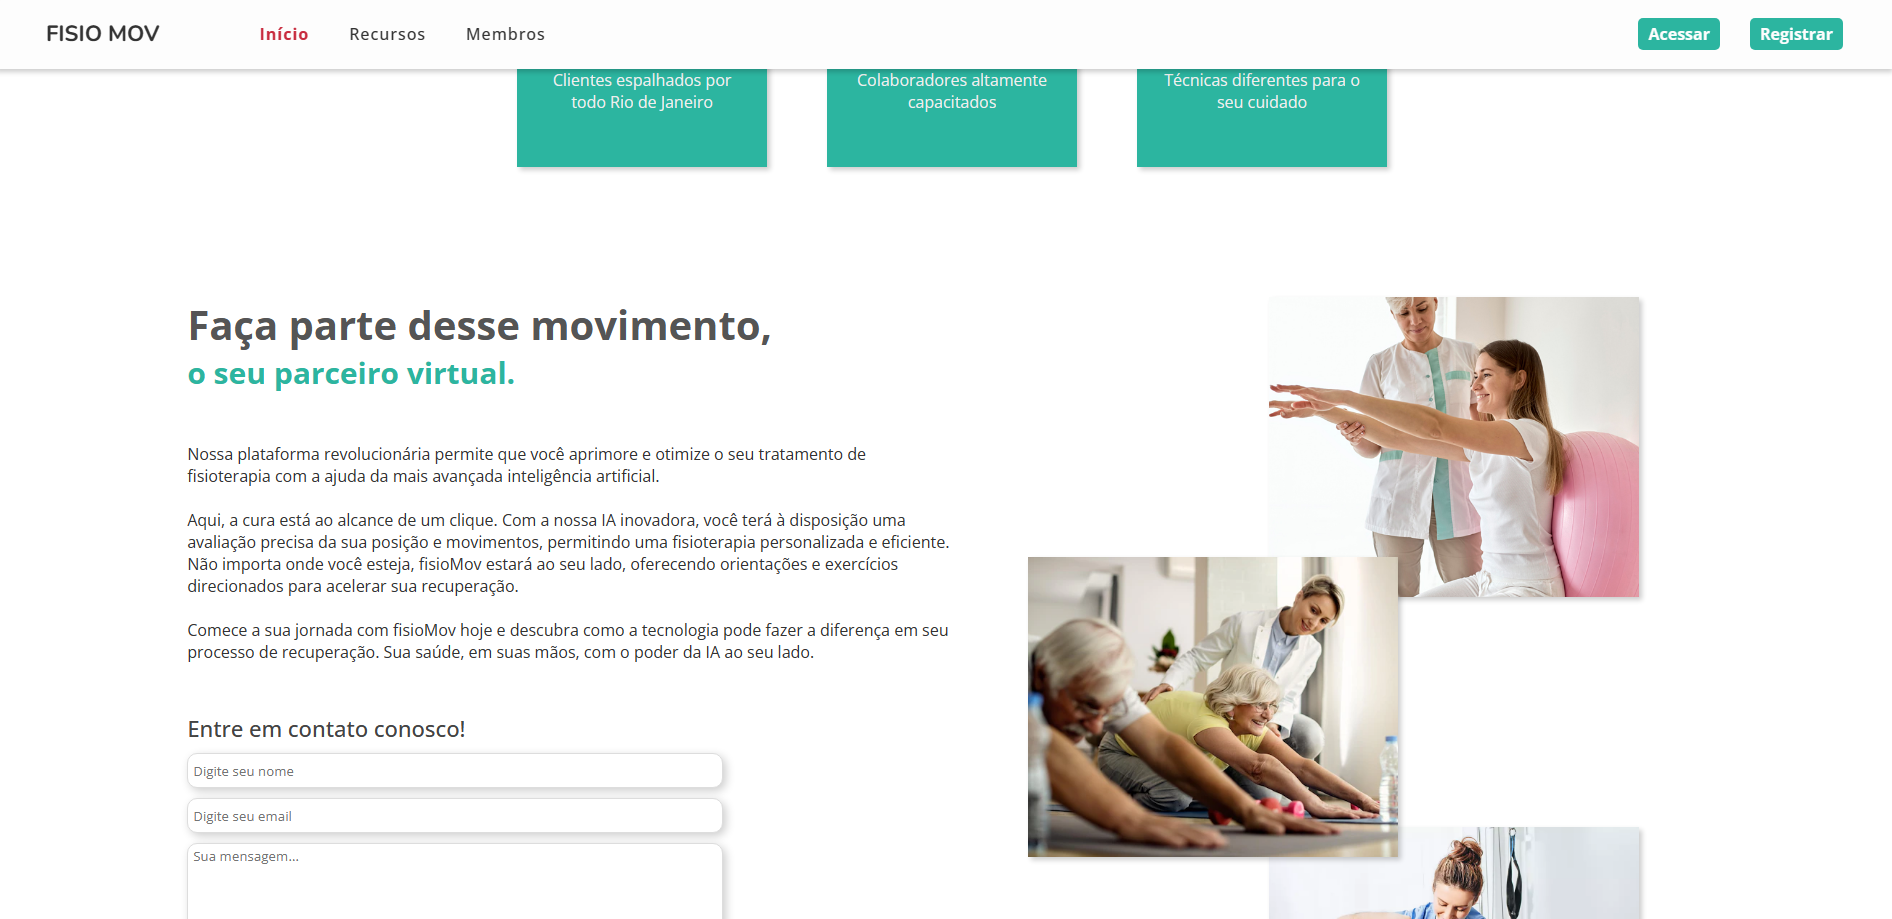 FISIO MOV
Início
Recursos
Membros
Acessar
Registrar
Clientes espalhados por
todo Rio de Janeiro
Colaboradores altamente
capacitados
Técnicas diferentes para o
seu cuidado
Faça parte desse movimento,
o seu parceiro virtual.
Nossa plataforma revolucionária permite que você aprimore e otimize o seu tratamento de
fisioterapia com a ajuda da mais avançada inteligência artificial.
Aqui, a cura está ao alcance de um clique. Com a nossa IA inovadora, você terá à disposição uma
avaliação precisa da sua posição e movimentos, permitindo uma fisioterapia personalizada e eficiente.
Não importa onde você esteja, fisioMov estará ao seu lado, oferecendo orientações e exercícios
direcionados para acelerar sua recuperação.
Comece a sua jornada com fisioMov hoje e descubra como a tecnologia pode fazer a diferença em seu
processo de recuperação. Sua saúde, em suas mãos, com o poder da IA ao seu lado.
Entre em contato conosco!
Digite seu nome
Digite seu email
Sua mensagem...